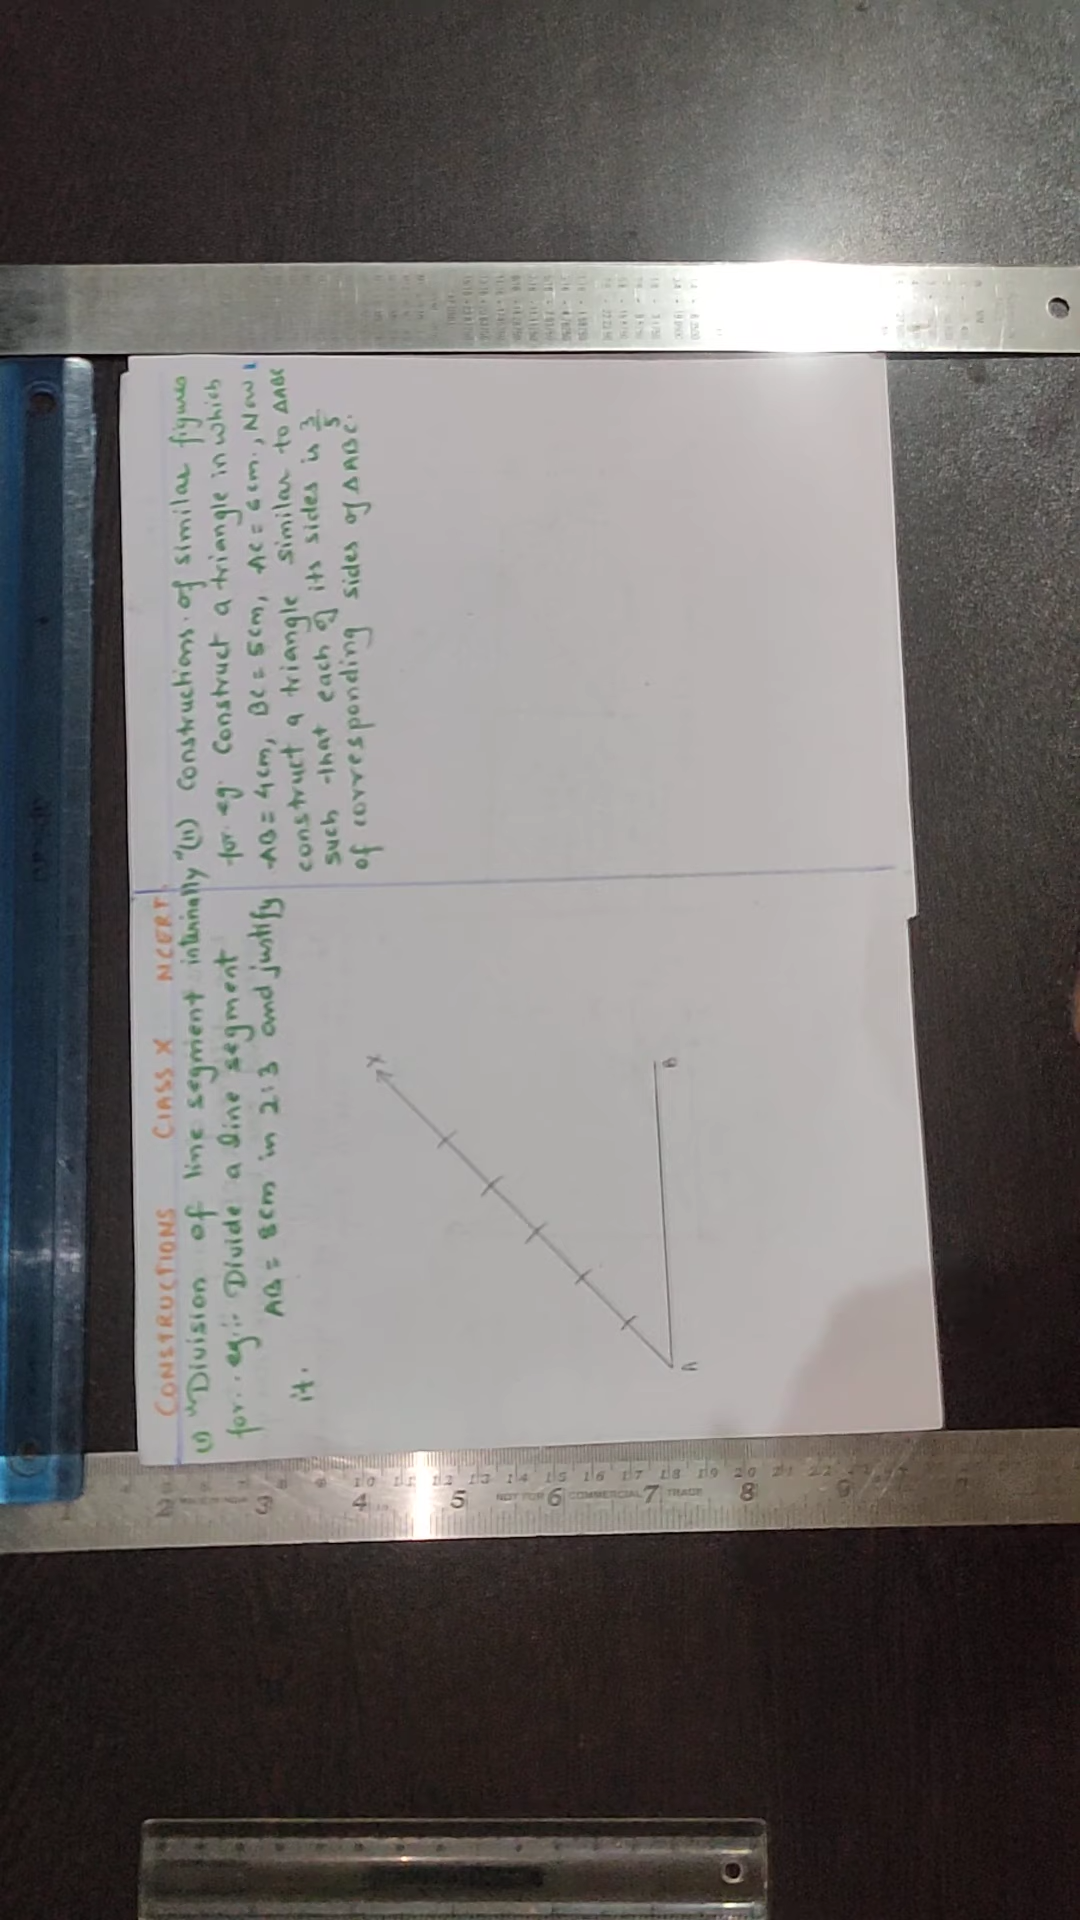 CONSTRUCTIONS CLASS X NCERT
(i) "Division of line segment internally"
for eg:- Divide a line segment
AB = 8cm in 2:3 and justify
it.
X
A
B
(ii) Constructions of similar figures
for eg. Construct a triangle in which
AB = 4cm, BC = 5cm, AC = 6cm., Now
construct a triangle similar to ΔABC
such that each of its sides is 3/5
of corresponding sides of ΔABC.
10 11 12 13 14 15 16 17 18 19 20 21 22
2 3 4 5 6 7 8 9
NOT FOR COMMERCIAL TRADE